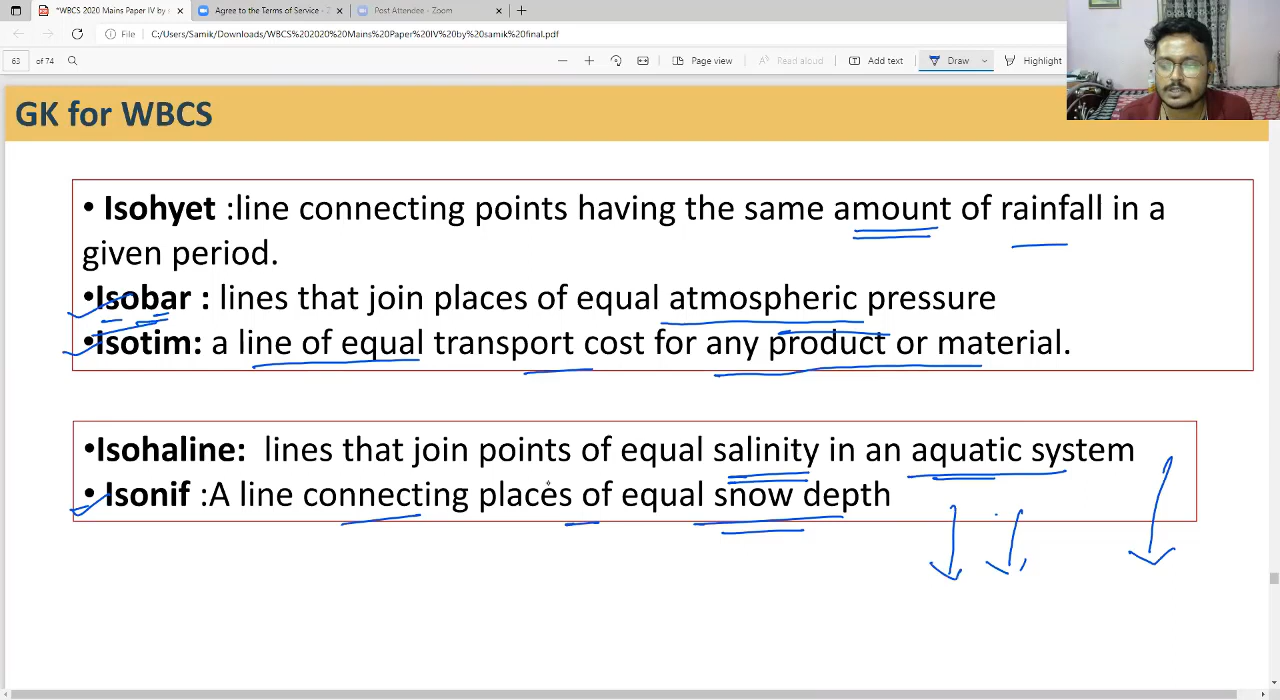 *WBCS 2020 Mains Paper IV by s
Agree to the Terms of Service - Z
Post Attendee - Zoom
File
C:/Users/Samik/Downloads/WBCS%202020%20Mains%20Paper%20IV%20by%20samik%20final.pdf
63 of 74
Page view
Read aloud
Add text
Draw
Highlight
GK for WBCS
• Isohyet :line connecting points having the same amount of rainfall in a
given period.
•Isobar : lines that join places of equal atmospheric pressure
•Isotim: a line of equal transport cost for any product or material.
•Isohaline: lines that join points of equal salinity in an aquatic system
• Isonif :A line connecting places of equal snow depth